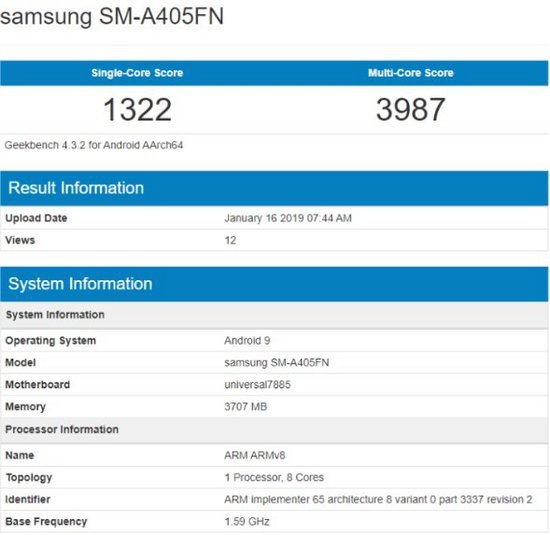 samsung SM-A405FN
Single-Core Score Multi-Core Score
1322 3987
Geekbench 4.3.2 for Android AArch64
Result Information
Upload Date January 16 2019 07:44 AM
Views 12
System Information
System Information
Operating System Android 9
Model samsung SM-A405FN
Motherboard universal7885
Memory 3707 MB
Processor Information
Name ARM ARMv8
Topology 1 Processor, 8 Cores
Identifier ARM implementer 65 architecture 8 variant 0 part 3337 revision 2
Base Frequency 1.59 GHz